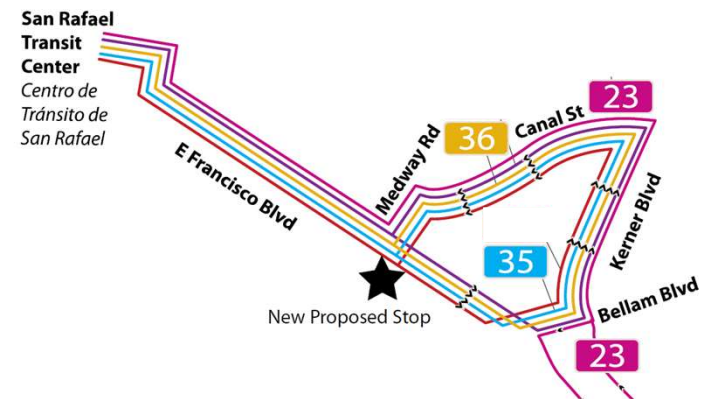 San Rafael
Transit
Center
Centro de
Tránsito de
San Rafael
E Francisco Blvd
Medway Rd
36
Canal St
23
35
Kerner Blvd
Bellam Blvd
New Proposed Stop
23